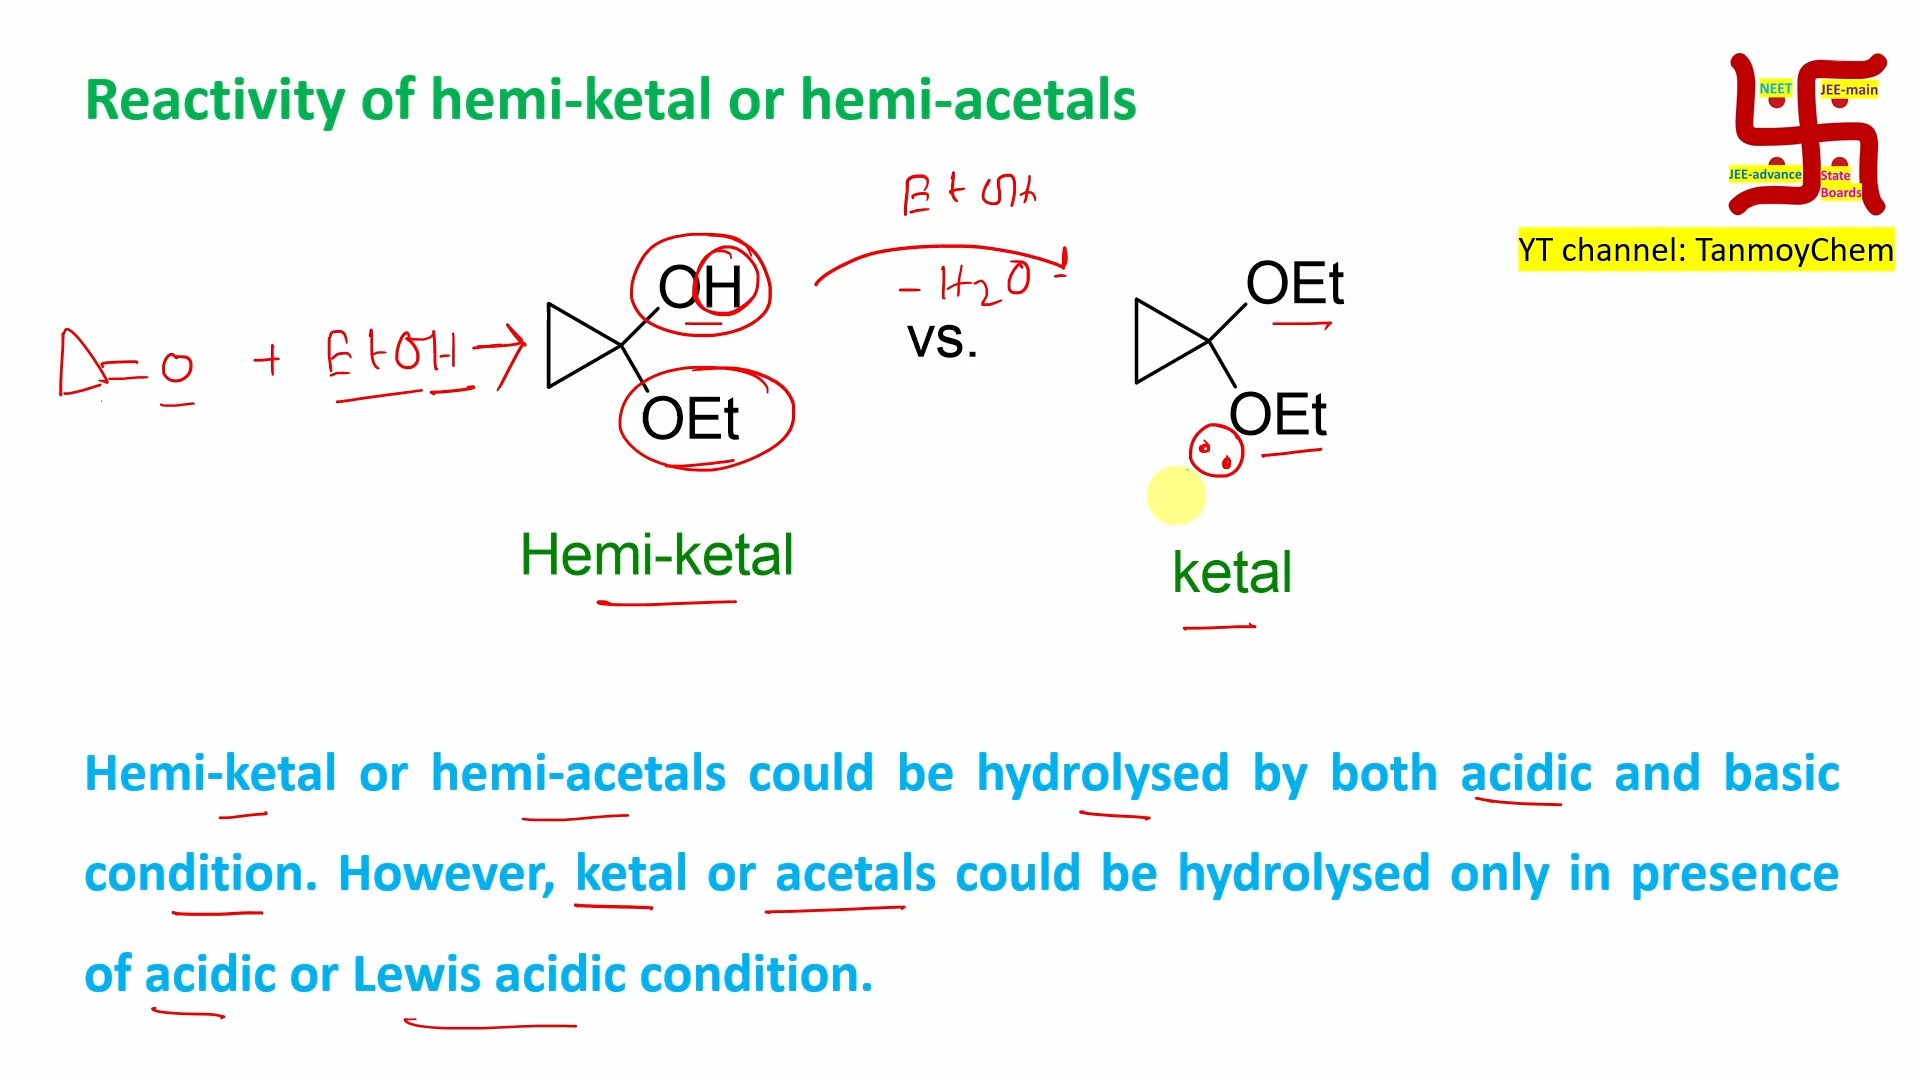 Reactivity of hemi-ketal or hemi-acetals
NEET
JEE-main
JEE-advance
State
Boards
YT channel: TanmoyChem
EtOH
- H2O
OH
OEt
vs.
OEt
OEt
=O + EtOH →
Hemi-ketal
ketal
Hemi-ketal or hemi-acetals could be hydrolysed by both acidic and basic
condition. However, ketal or acetals could be hydrolysed only in presence
of acidic or Lewis acidic condition.